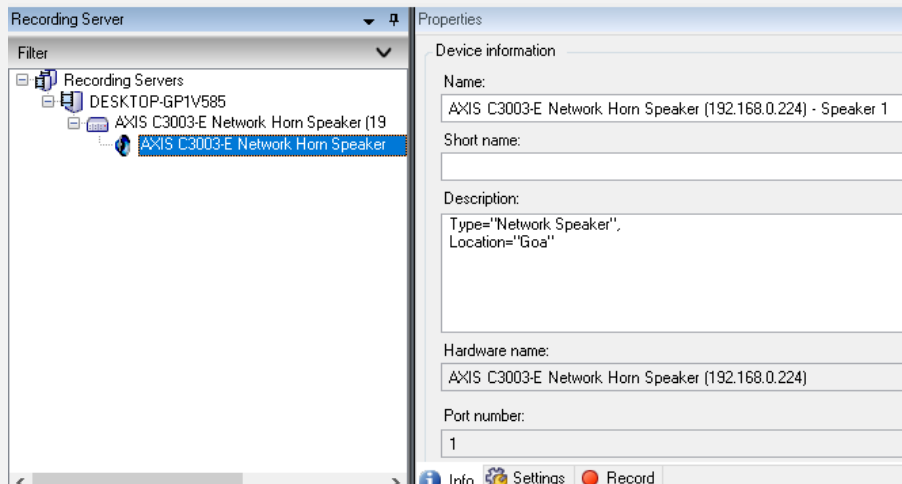 Recording Server
Filter
Recording Servers
DESKTOP-GP1V585
AXIS C3003-E Network Horn Speaker (19
AXIS C3003-E Network Horn Speaker
Properties
Device information
Name:
AXIS C3003-E Network Horn Speaker (192.168.0.224) - Speaker 1
Short name:
Description:
Type="Network Speaker",
Location="Goa"
Hardware name:
AXIS C3003-E Network Horn Speaker (192.168.0.224)
Port number:
1
Info Settings Record